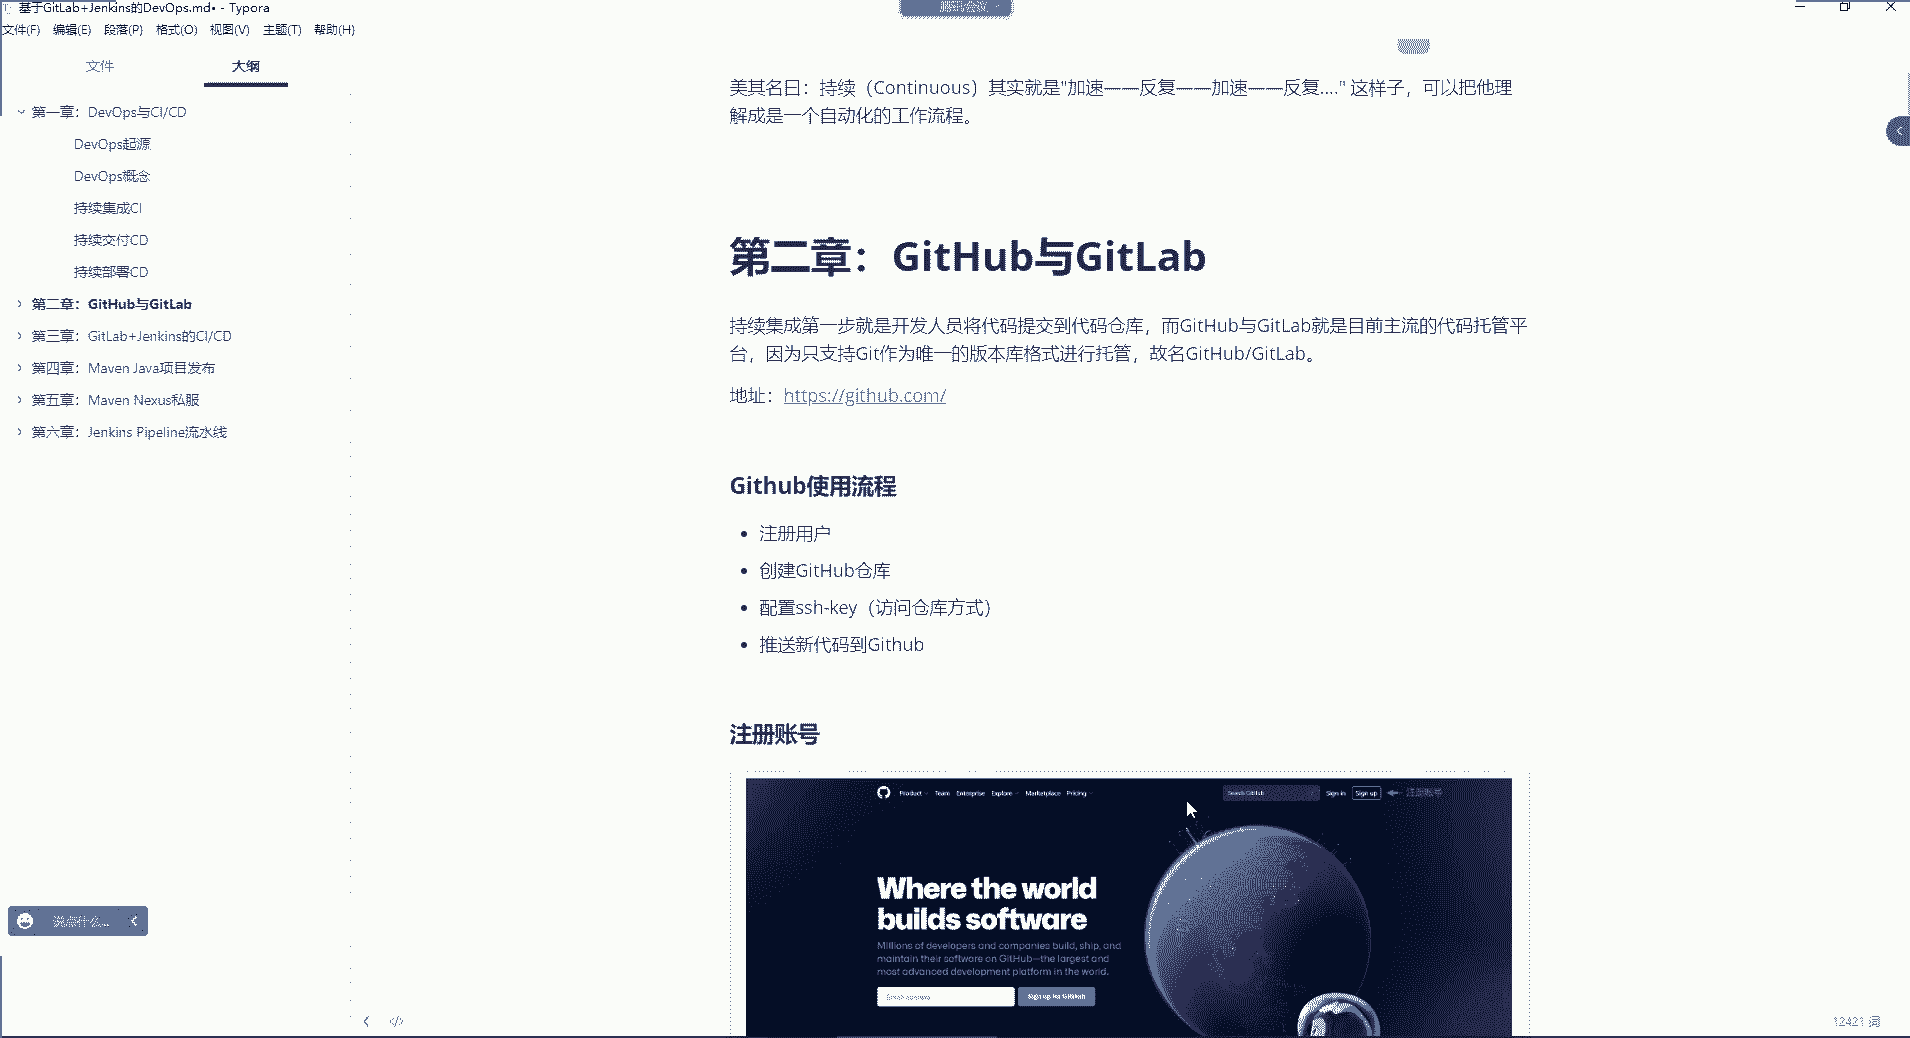 基于GitLab+Jenkins的DevOps.md• - Typora
文件(F) 编辑(E) 段落(P) 格式(O) 视图(V) 主题(T) 帮助(H)
文件 大纲
第一章：DevOps与CI/CD
DevOps起源
DevOps概念
持续集成CI
持续交付CD
持续部署CD
第二章：GitHub与GitLab
第三章：GitLab+Jenkins的CI/CD
第四章：Maven Java项目发布
第五章：Maven Nexus私服
第六章：Jenkins Pipeline流水线
美其名曰：持续（Continuous）其实就是"加速——反复——加速——反复...." 这样子，可以把他理
解成是一个自动化的工作流程。
第二章：GitHub与GitLab
持续集成第一步就是开发人员将代码提交到代码仓库，而GitHub与GitLab就是目前主流的代码托管平
台，因为只支持Git作为唯一的版本库格式进行托管，故名GitHub/GitLab。
地址：https://github.com/
Github使用流程
注册用户
创建GitHub仓库
配置ssh-key（访问仓库方式）
推送新代码到Github
注册账号
Product Team Enterprise Explore Marketplace Pricing Search GitHub Sign in Sign up 注册账号
Where the world
builds software
Millions of developers and companies build, ship, and
maintain their software on GitHub—the largest and
most advanced development platform in the world.
Email address Sign up for GitHub
说点什么...
12421 词